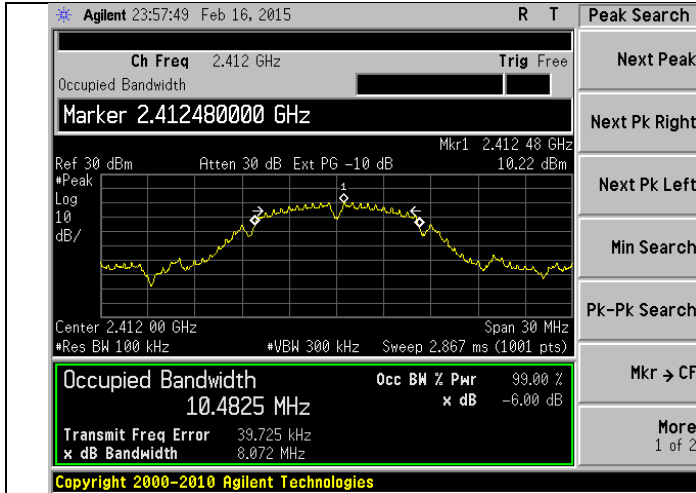 Agilent 23:57:49 Feb 16, 2015 R T
Peak Search
Ch Freq 2.412 GHz Trig Free
Occupied Bandwidth
Marker 2.412480000 GHz
Mkr1 2.412 48 GHz
Ref 30 dBm Atten 30 dB Ext PG -10 dB 10.22 dBm
#Peak
Log
10
dB/
1
Center 2.412 00 GHz Span 30 MHz
#Res BW 100 kHz #VBW 300 kHz Sweep 2.867 ms (1001 pts)
Occupied Bandwidth Occ BW % Pwr 99.00 %
10.4825 MHz x dB -6.00 dB
Transmit Freq Error 39.725 kHz
x dB Bandwidth 8.072 MHz
Copyright 2000-2010 Agilent Technologies
Next Peak
Next Pk Right
Next Pk Left
Min Search
Pk-Pk Search
Mkr → CF
More
1 of 2